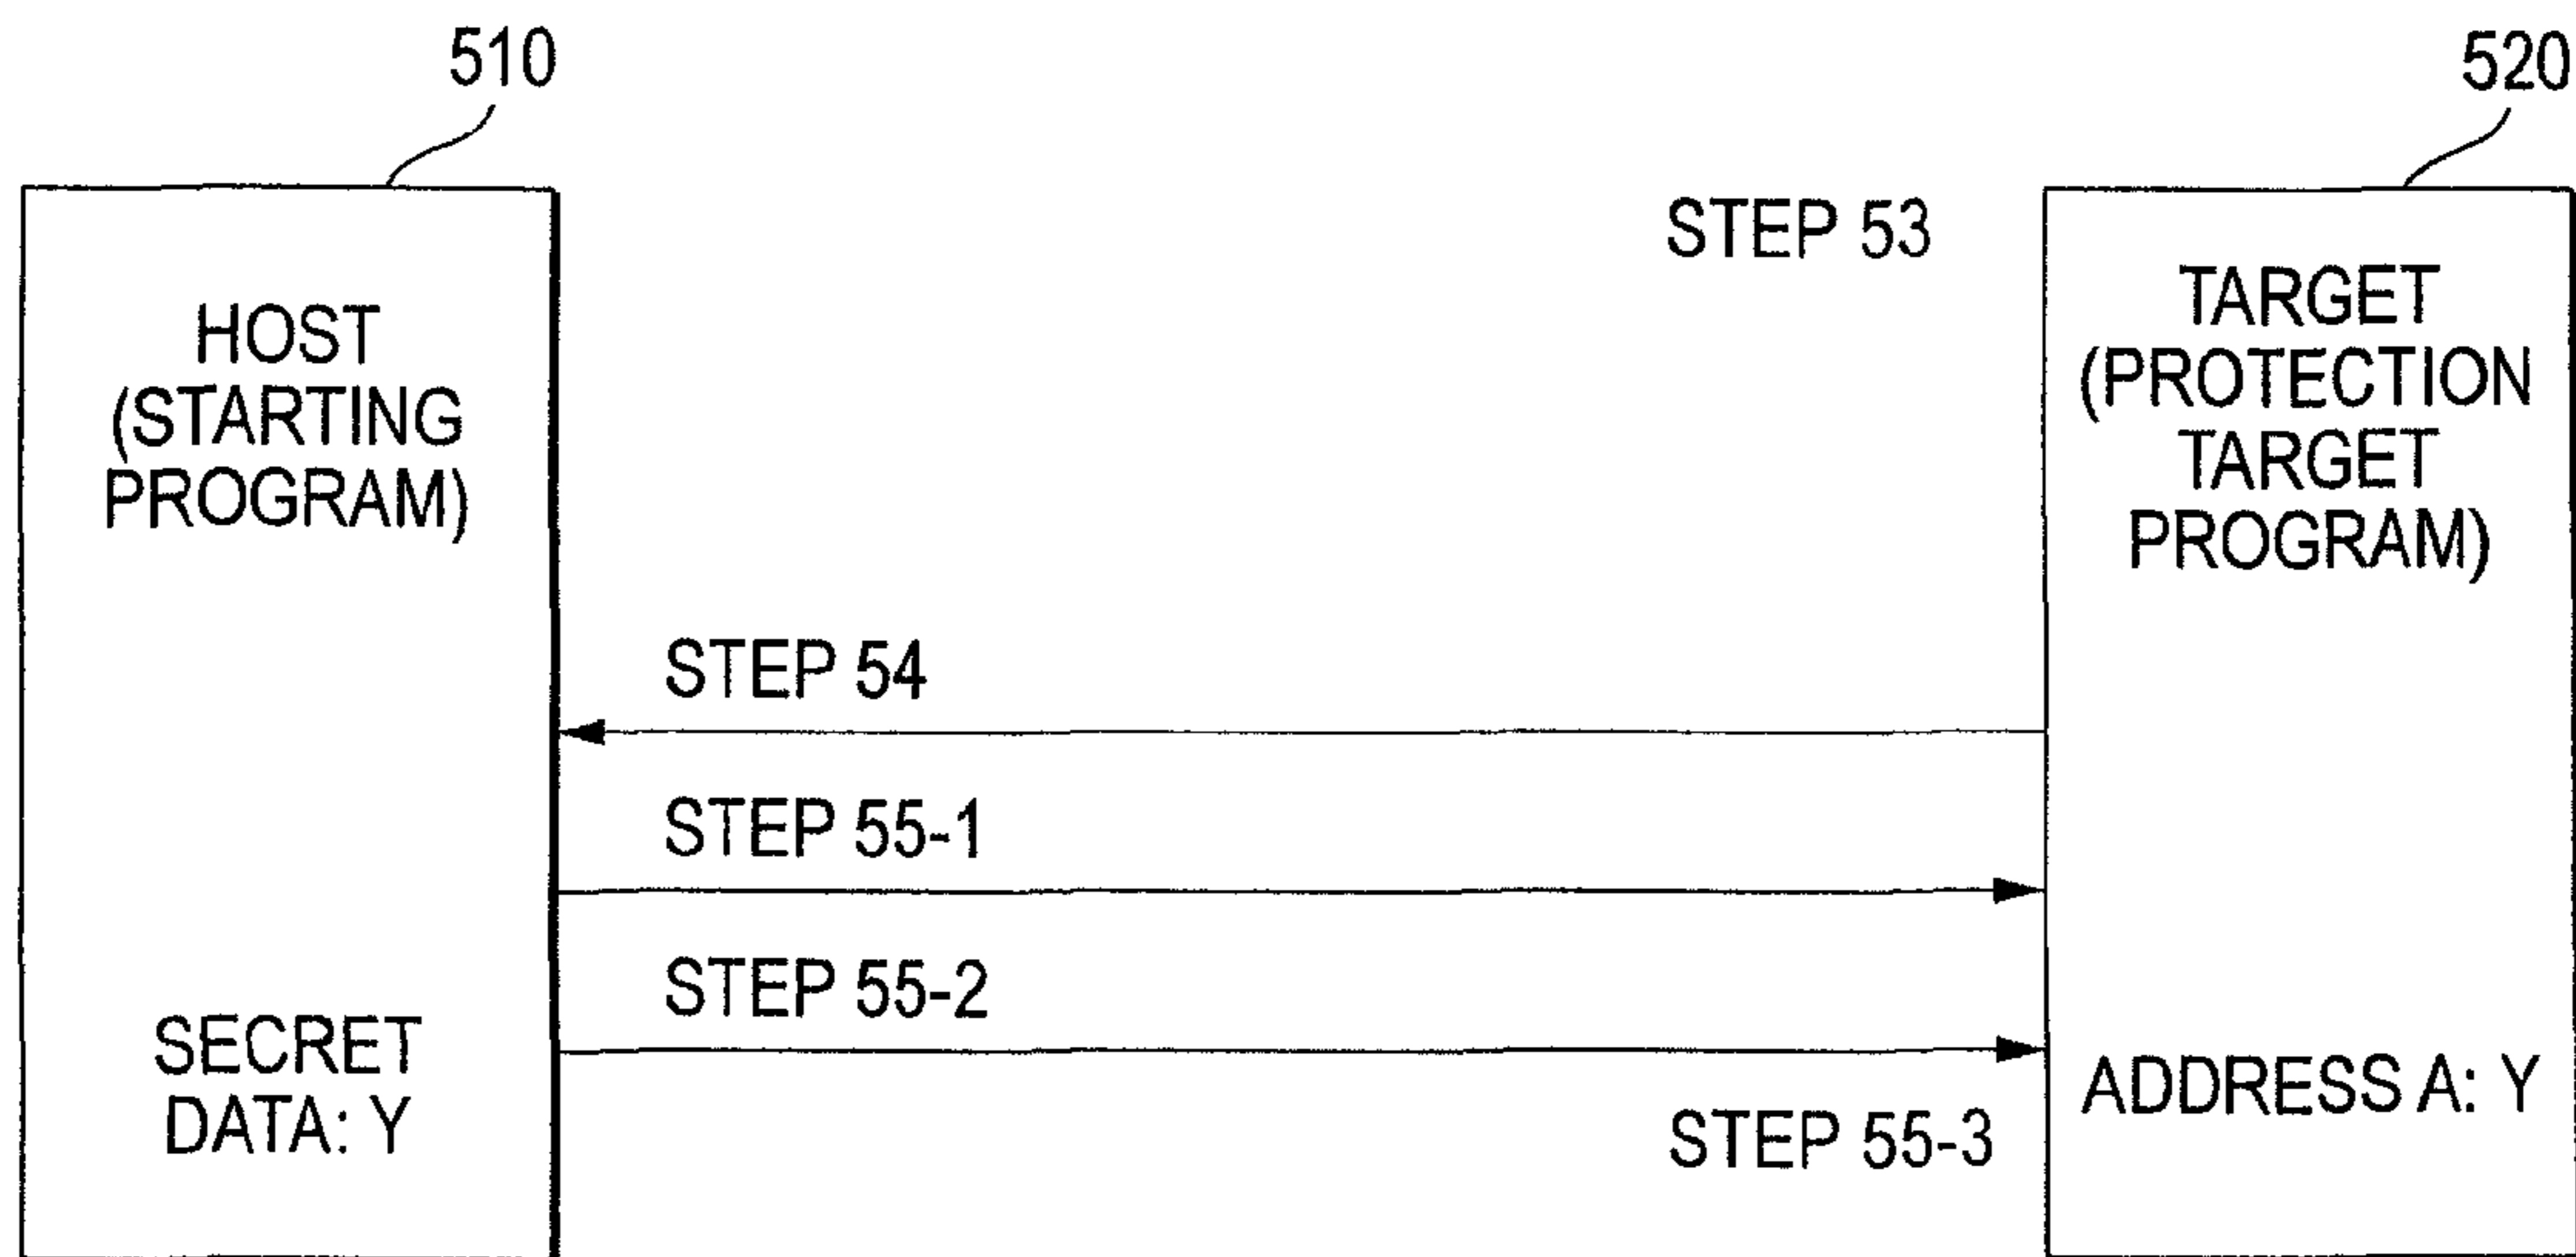 510
520
HOST
(STARTING
PROGRAM)
STEP 53
TARGET
(PROTECTION
TARGET
PROGRAM)
STEP 54
STEP 55-1
STEP 55-2
SECRET
DATA: Y
ADDRESS A: Y
STEP 55-3